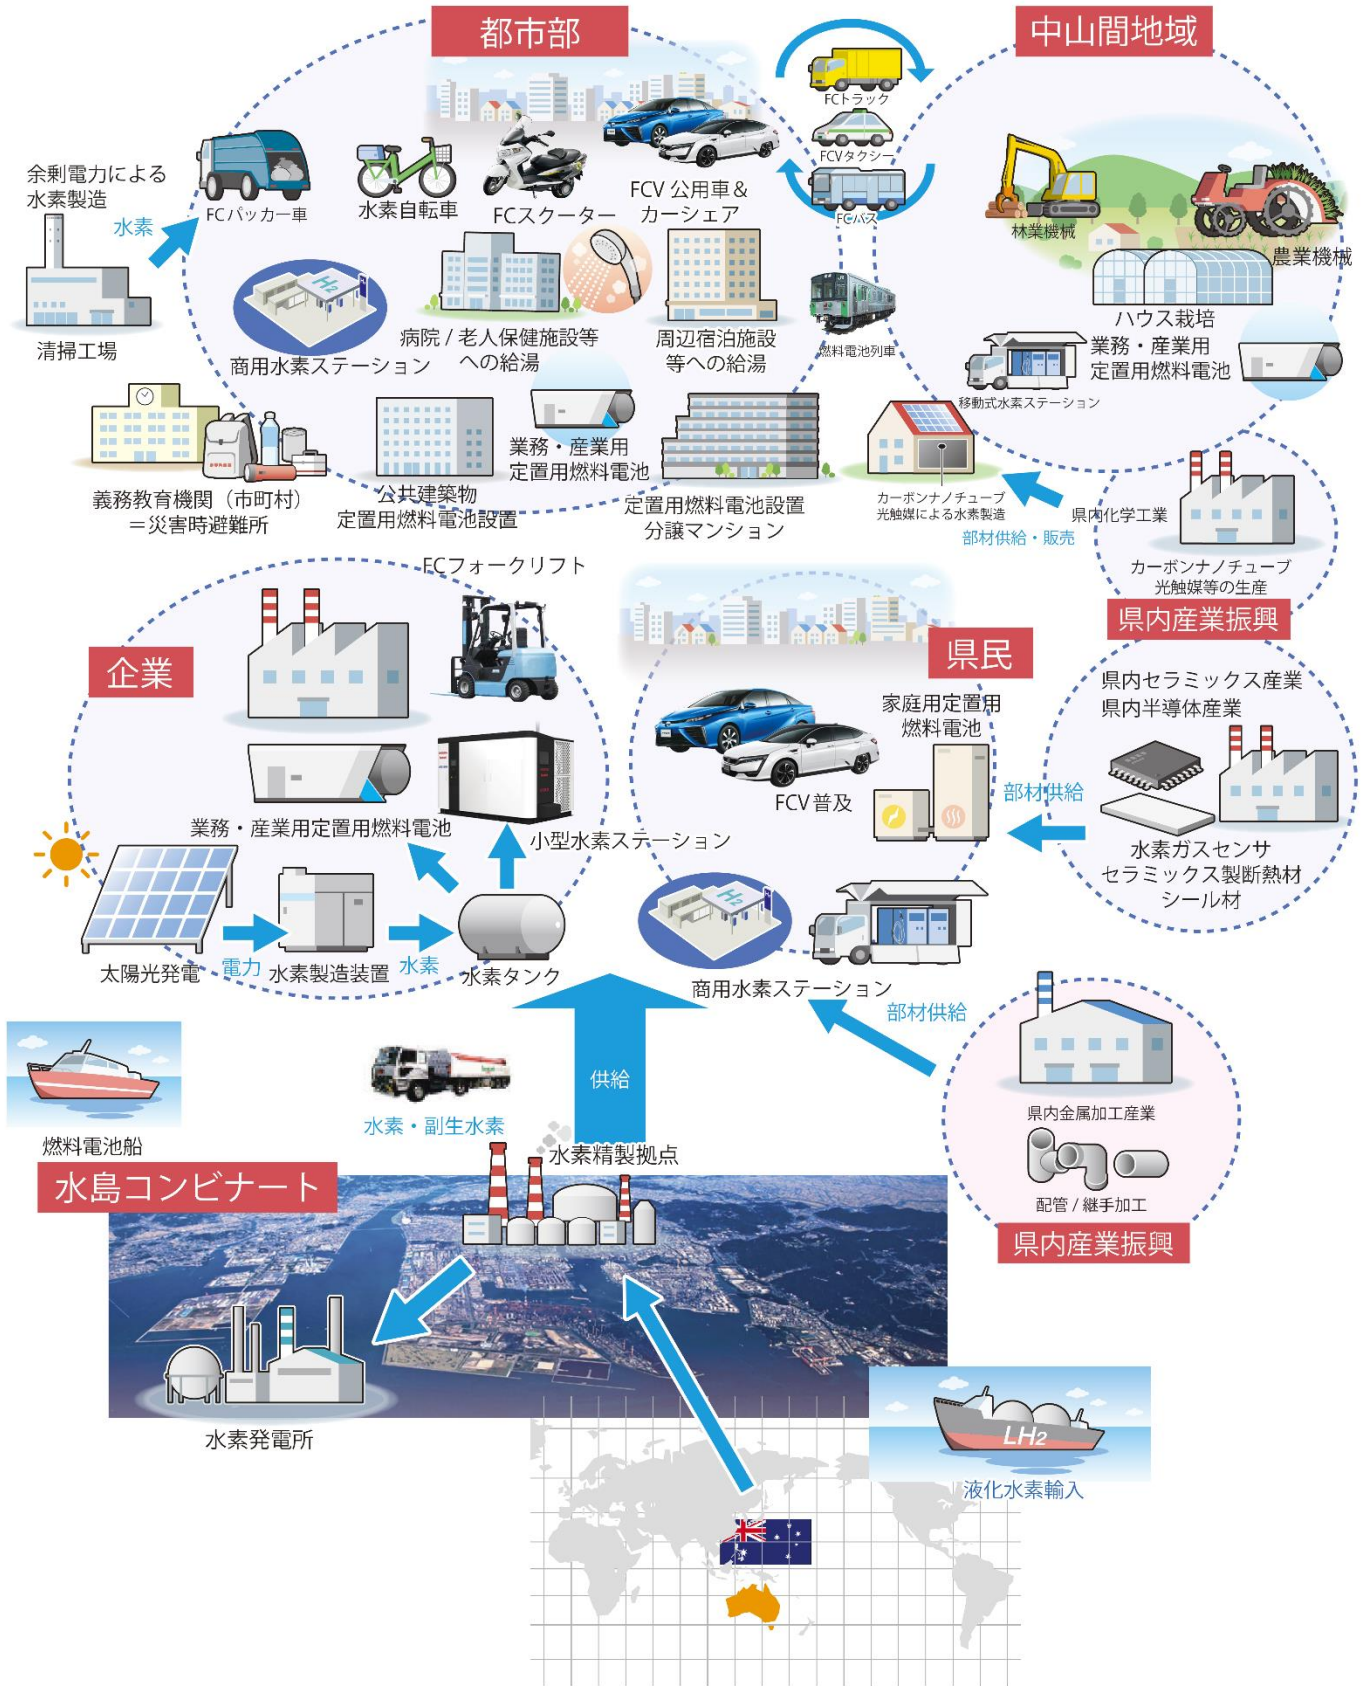 都市部
中山間地域
FCトラック
FCVタクシー
FCバス
余剰電力による
水素製造
水素
清掃工場
FCパッカー車
水素自転車
FCスクーター
FCV 公用車＆
カーシェア
林業機械
農業機械
H2
商用水素ステーション
病院 / 老人保健施設等
への給湯
周辺宿泊施設
等への給湯
燃料電池列車
ハウス栽培
業務・産業用
定置用燃料電池
移動式水素ステーション
義務教育機関（市町村）
＝災害時避難所
公共建築物
定置用燃料電池設置
業務・産業用
定置用燃料電池
定置用燃料電池設置
分譲マンション
カーボンナノチューブ
光触媒による水素製造
部材供給・販売
県内化学工業
カーボンナノチューブ
光触媒等の生産
県内産業振興
企業
FCフォークリフト
業務・産業用定置用燃料電池
小型水素ステーション
太陽光発電
電力
水素製造装置
水素
水素タンク
県民
FCV普及
家庭用定置用
燃料電池
部材供給
県内セラミックス産業
県内半導体産業
水素ガスセンサ
セラミックス製断熱材
シール材
H2
商用水素ステーション
部材供給
県内金属加工産業
配管 / 継手加工
県内産業振興
燃料電池船
水素・副生水素
供給
水素精製拠点
水島コンビナート
水素発電所
LH2
液化水素輸入